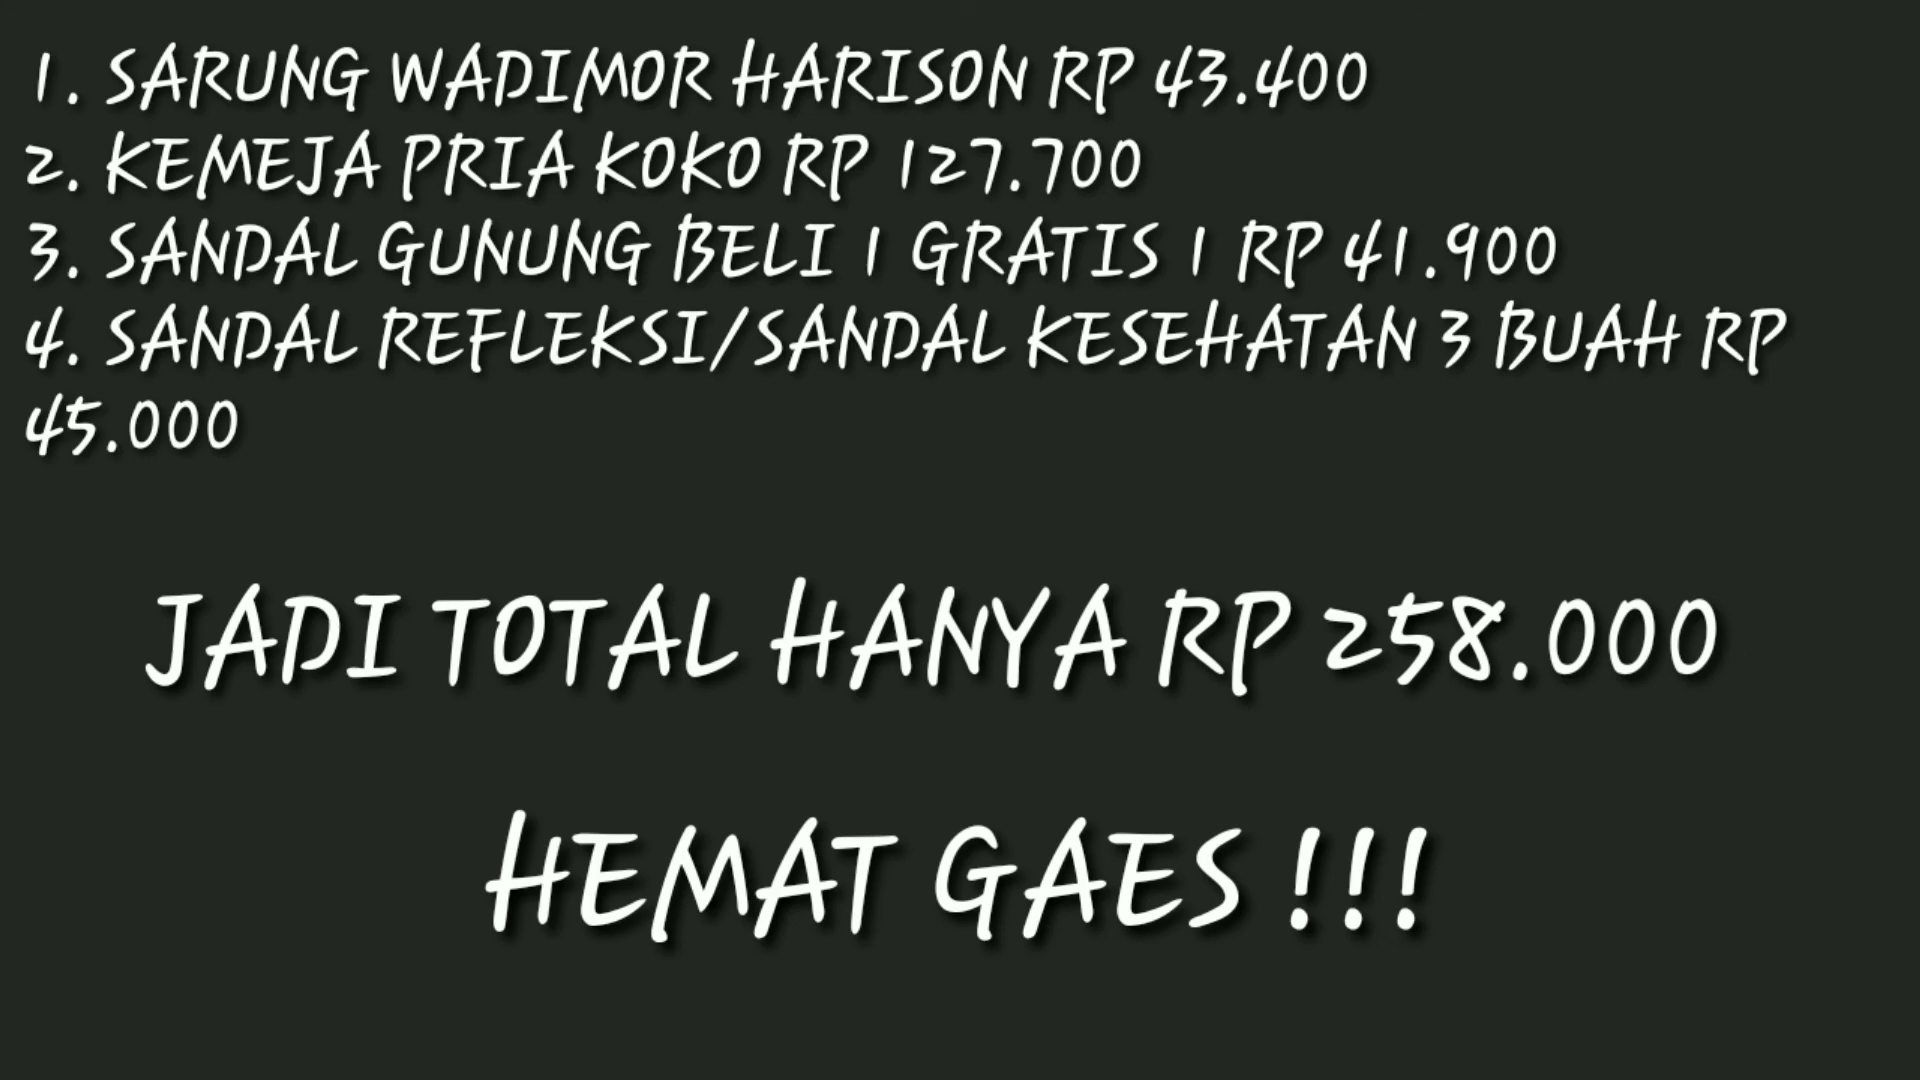 1. SARUNG WADIMOR HARISON RP 43.400
2. KEMEJA PRIA KOKO RP 127.700
3. SANDAL GUNUNG BELI 1 GRATIS 1 RP 41.900
4. SANDAL REFLEKSI/SANDAL KESEHATAN 3 BUAH RP
45.000
JADI TOTAL HANYA RP 258.000
HEMAT GAES !!!